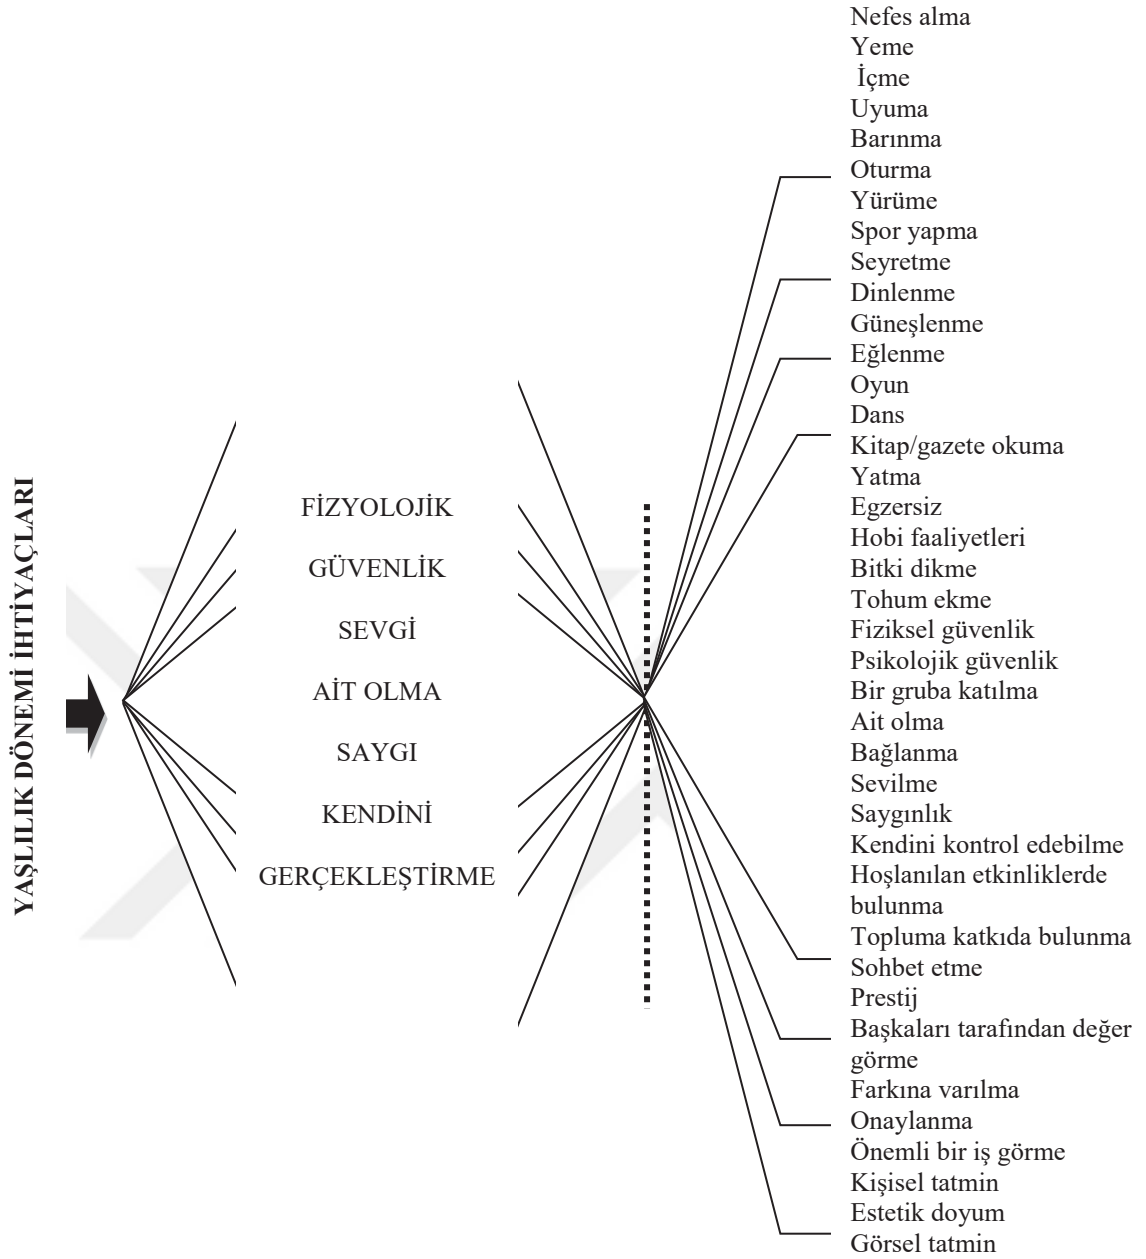 YAŞLILIK DÖNEMİ İHTİYAÇLARI
FİZYOLOJİK
GÜVENLİK
SEVGİ
AİT OLMA
SAYGI
KENDİNİ
GERÇEKLEŞTİRME
Nefes alma
Yeme
İçme
Uyuma
Barınma
Oturma
Yürüme
Spor yapma
Seyretme
Dinlenme
Güneşlenme
Eğlenme
Oyun
Dans
Kitap/gazete okuma
Yatma
Egzersiz
Hobi faaliyetleri
Bitki dikme
Tohum ekme
Fiziksel güvenlik
Psikolojik güvenlik
Bir gruba katılma
Ait olma
Bağlanma
Sevilme
Saygınlık
Kendini kontrol edebilme
Hoşlanılan etkinliklerde
bulunma
Topluma katkıda bulunma
Sohbet etme
Prestij
Başkaları tarafından değer
görme
Farkına varılma
Onaylanma
Önemli bir iş görme
Kişisel tatmin
Estetik doyum
Görsel tatmin